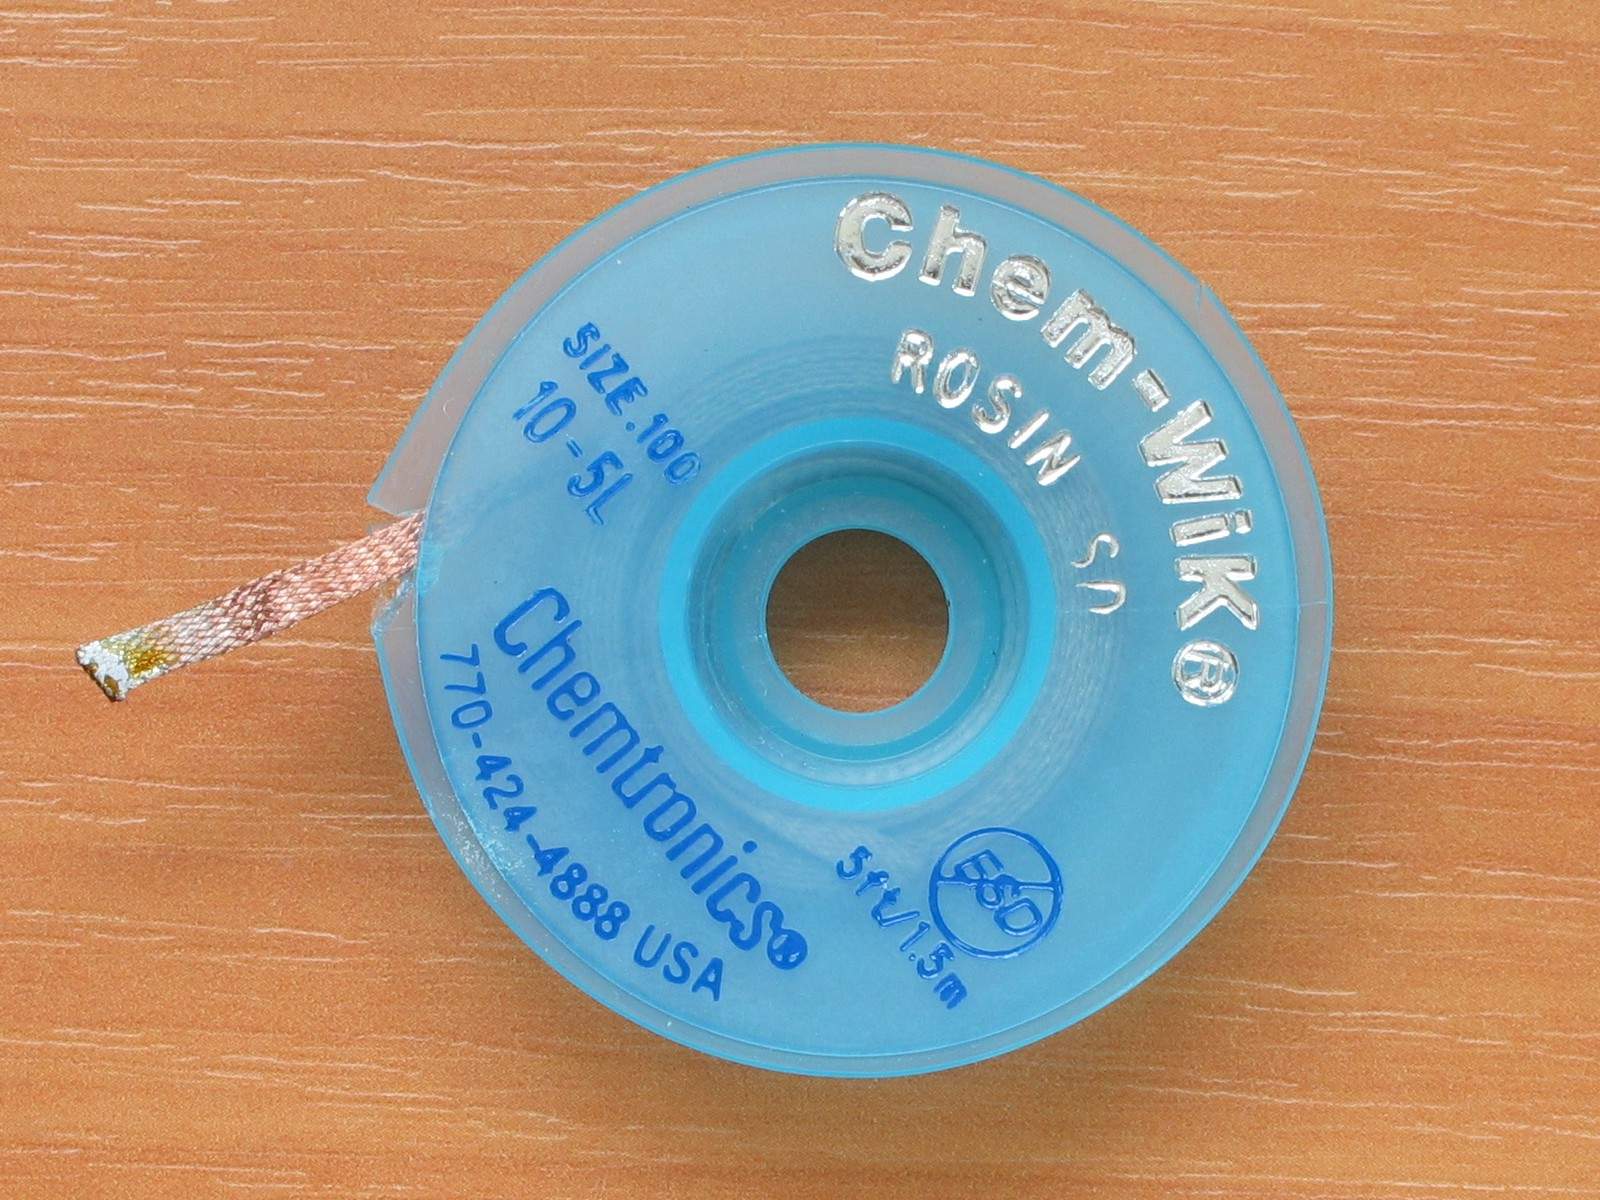 Chem-Wik®
ROSIN SD
SIZE.100
10-5L
Chemtronics®
770-424-4888 USA
5ft/1.5m
ESD